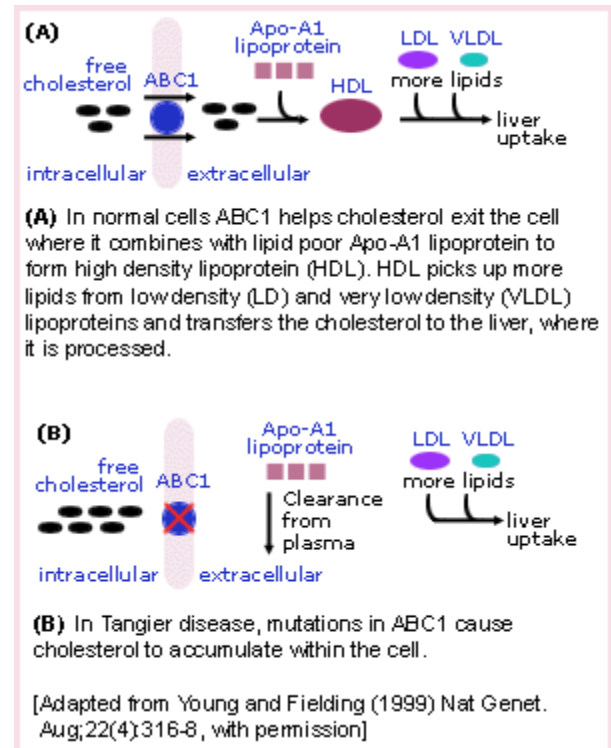 (A)
Apo-A1
lipoprotein
LDL VLDL
free
cholesterol
ABC1
HDL
more lipids
liver
uptake
intracellular extracellular
(A) In normal cells ABC1 helps cholesterol exit the cell
where it combines with lipid poor Apo-A1 lipoprotein to
form high density lipoprotein (HDL). HDL picks up more
lipids from low density (LD) and very low density (VLDL)
lipoproteins and transfers the cholesterol to the liver, where
it is processed.
(B)
Apo-A1
lipoprotein
LDL VLDL
free
cholesterol
ABC1
more lipids
Clearance
from
plasma
liver
uptake
intracellular extracellular
(B) In Tangier disease, mutations in ABC1 cause
cholesterol to accumulate within the cell.
[Adapted from Young and Fielding (1999) Nat Genet.
Aug;22(4):316-8, with permission]